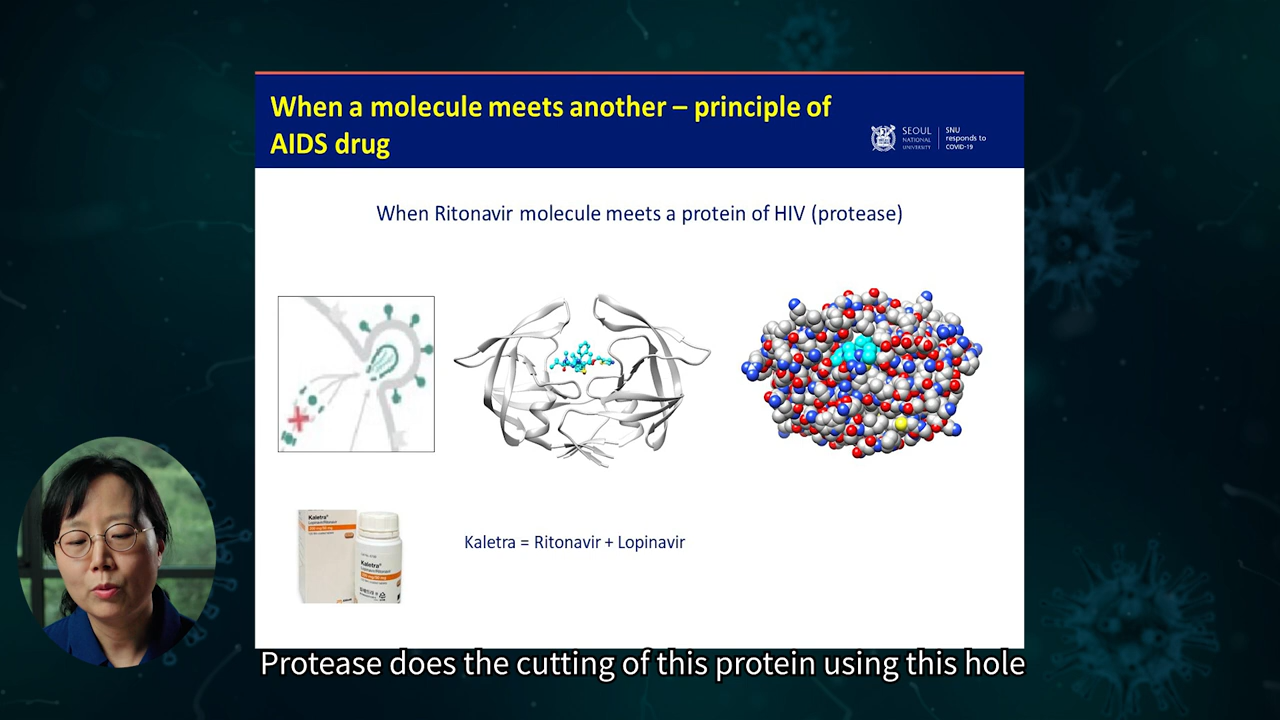 When a molecule meets another – principle of
AIDS drug
SEOUL
NATIONAL
UNIVERSITY
SNU
responds to
COVID-19
When Ritonavir molecule meets a protein of HIV (protease)
Kaletra
Kaletra
Kaletra = Ritonavir + Lopinavir
Protease does the cutting of this protein using this hole